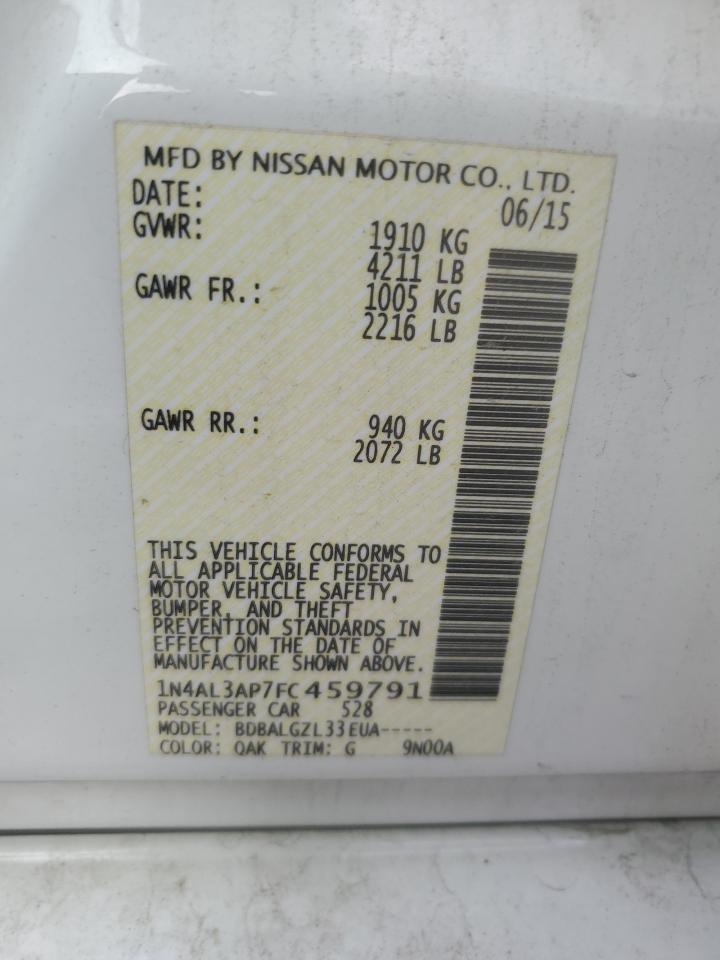 MFD BY NISSAN MOTOR CO., LTD.
DATE: 06/15
GVWR: 1910 KG
4211 LB
GAWR FR.: 1005 KG
2216 LB
GAWR RR.: 940 KG
2072 LB
THIS VEHICLE CONFORMS TO
ALL APPLICABLE FEDERAL
MOTOR VEHICLE SAFETY,
BUMPER, AND THEFT
PREVENTION STANDARDS IN
EFFECT ON THE DATE OF
MANUFACTURE SHOWN ABOVE.
1N4AL3AP7FC459791
PASSENGER CAR 528
MODEL: BDBALGZL33EUA-----
COLOR: QAK TRIM: G 9N00A